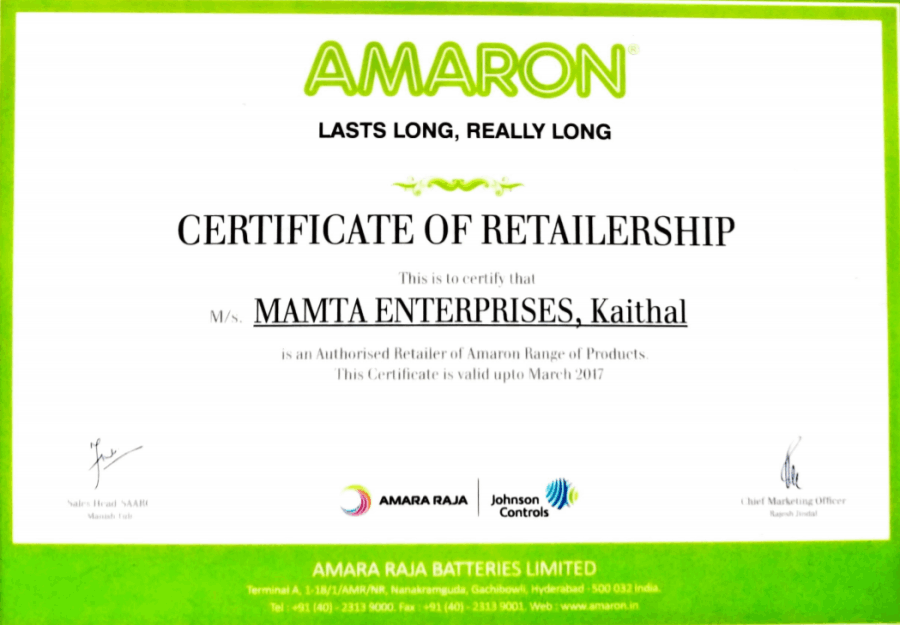 AMARON®
LASTS LONG, REALLY LONG
CERTIFICATE OF RETAILERSHIP
This is to certify that
M/s. MAMTA ENTERPRISES, Kaithal
is an Authorised Retailer of Amaron Range of Products.
This Certificate is valid upto March 2017
Sales Head
Chief Marketing Officer
Rajesh Jindal
AMARA RAJA
Johnson
Controls
AMARA RAJA BATTERIES LIMITED
Terminal A, 1-18/1/AMR/NR, Nanakramguda, Gachibowli, Hyderabad - 500 032 India.
Tel : +91 (40) - 2313 9000. Fax : +91 (40) - 2313 9001. Web : www.amaron.in